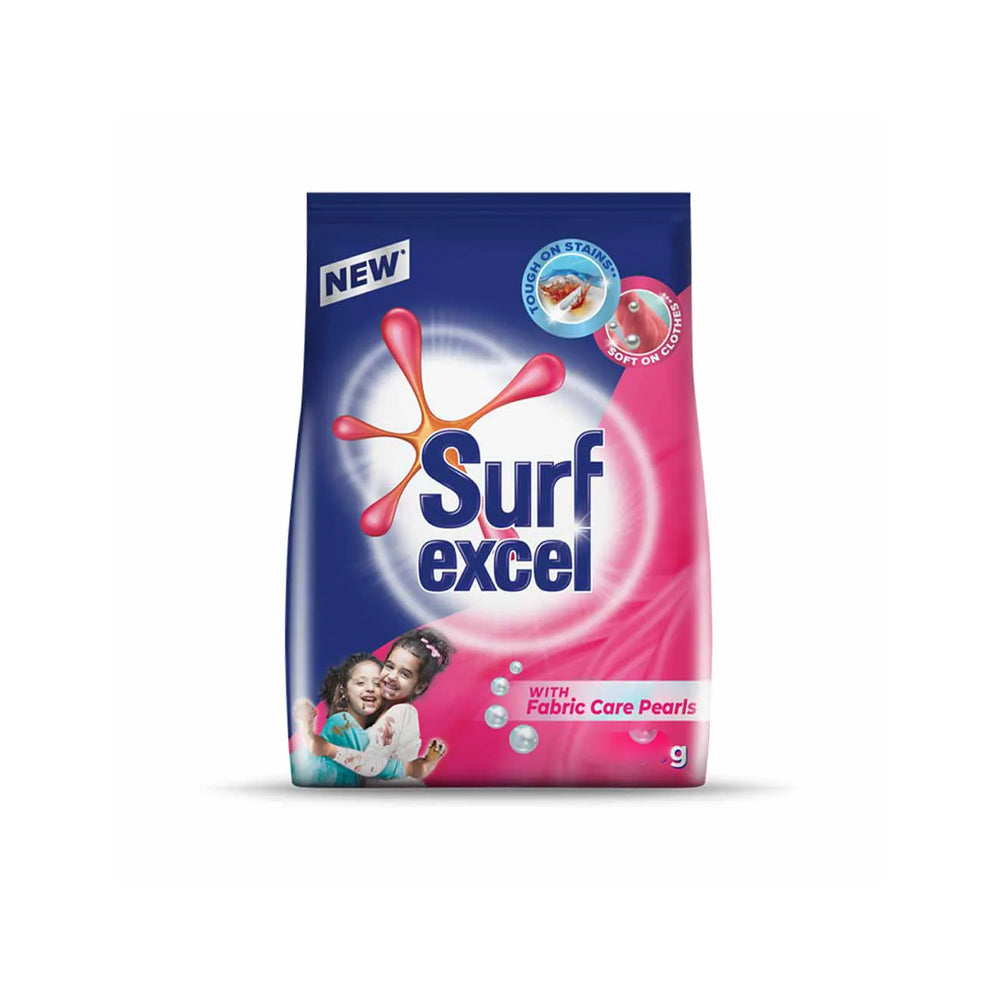 NEW*
TOUGH ON STAINS**
SOFT ON CLOTHES***
Surf
excel
WITH
Fabric Care Pearls
g